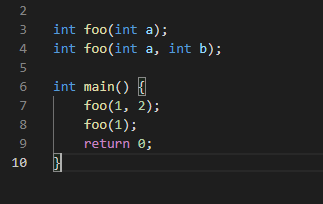 2
3 int foo(int a);
4 int foo(int a, int b);
5
6 int main() {
7     foo(1, 2);
8     foo(1);
9     return 0;
10 }